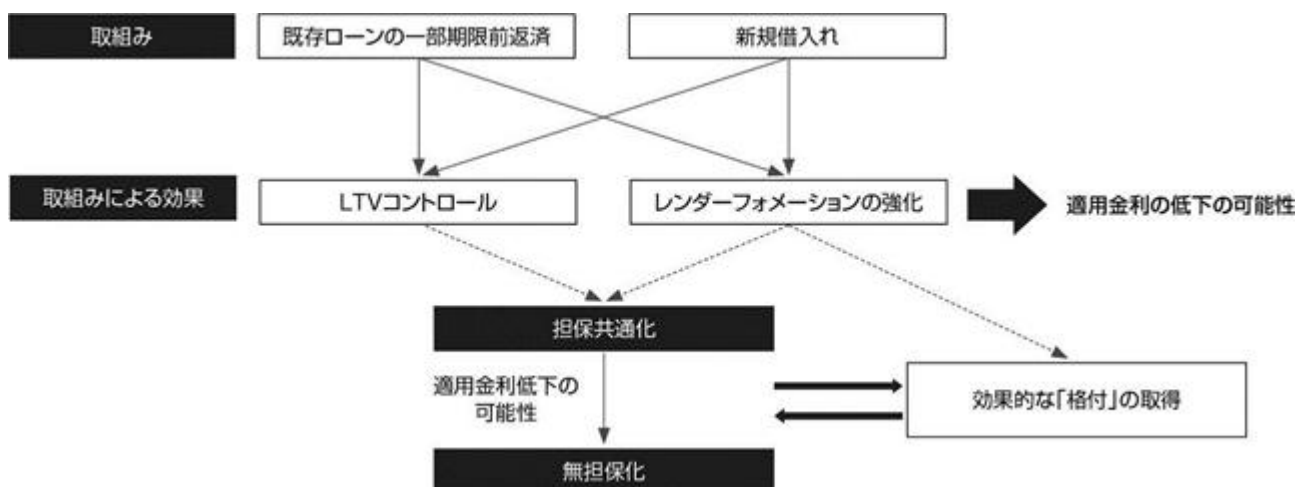 取組み
既存ローンの一部期限前返済
新規借入れ
取組みによる効果
LTVコントロール
レンダーフォメーションの強化
適用金利の低下の可能性
担保共通化
適用金利低下の
可能性
効果的な「格付」の取得
無担保化